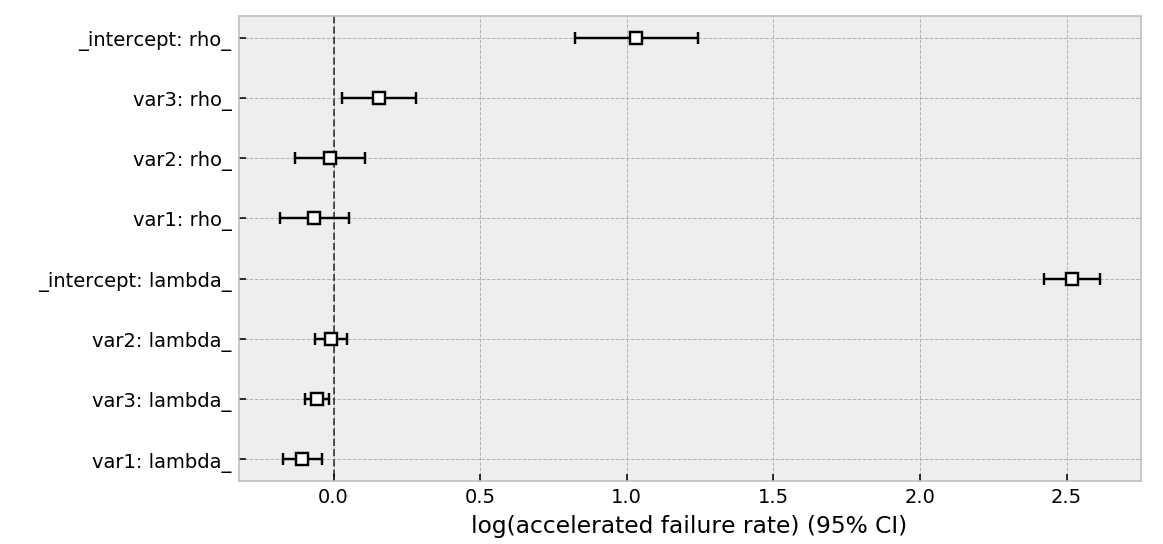 _intercept: rho_
var3: rho_
var2: rho_
var1: rho_
_intercept: lambda_
var2: lambda_
var3: lambda_
var1: lambda_
0.0 0.5 1.0 1.5 2.0 2.5
log(accelerated failure rate) (95% CI)